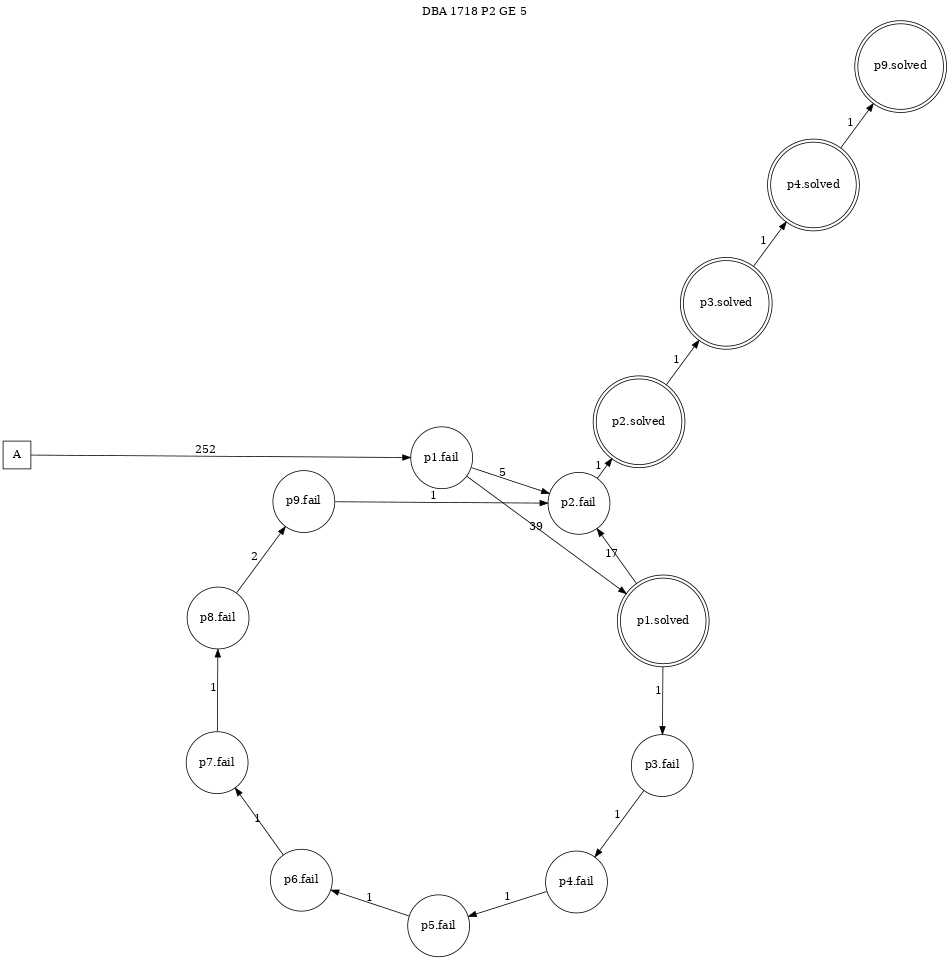 DBA 1718 P2 GE 5
p9.solved
1
p4.solved
1
p3.solved
1
p2.solved
A
252
p1.fail
5
1
p9.fail
1
p2.fail
39
17
2
p8.fail
p1.solved
1
1
p7.fail
p3.fail
1
1
p6.fail
p4.fail
1
1
p5.fail